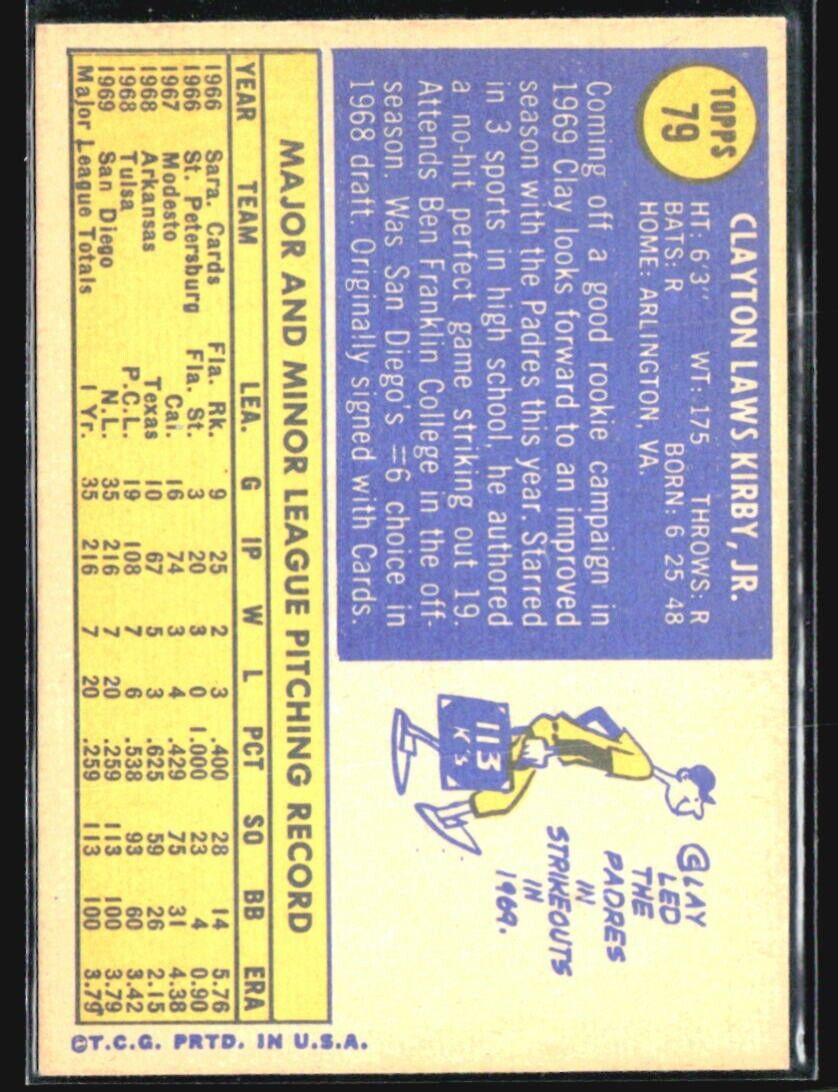 TOPPS
79
CLAYTON LAWS KIRBY, JR.
HT: 6'3" WT: 175 THROWS: R
BATS: R BORN: 6 25 48
HOME: ARLINGTON, VA.
Coming off a good rookie campaign in
1969 Clay looks forward to an improved
season with the Padres this year. Starred
in 3 sports in high school, he authored
a no-hit perfect game striking out 19.
Attends Ben Franklin College in the off-
season. Was San Diego's #6 choice in
1968 draft. Originally signed with Cards.
CLAY
LED
THE
PADRES
IN
STRIKEOUTS
IN
1969.
113
K's
MAJOR AND MINOR LEAGUE PITCHING RECORD
YEAR TEAM LEA. G IP W L PCT SO BB ERA
1966 Sara. Cards Fla. Rk. 9 25 2 3 .400 28 14 5.76
1966 St. Petersburg Fla. St. 3 20 3 0 1.000 23 4 0.90
1967 Modesto Cal. 16 74 3 4 .429 75 31 4.38
1968 Arkansas Texas 10 67 5 3 .625 59 26 2.15
1968 Tulsa P.C.L. 19 108 7 6 .538 93 60 3.42
1969 San Diego N.L. 35 216 7 20 .259 113 100 3.79
Major League Totals 1 Yr. 35 216 7 20 .259 113 100 3.79
©T.C.G. PRTD. IN U.S.A.